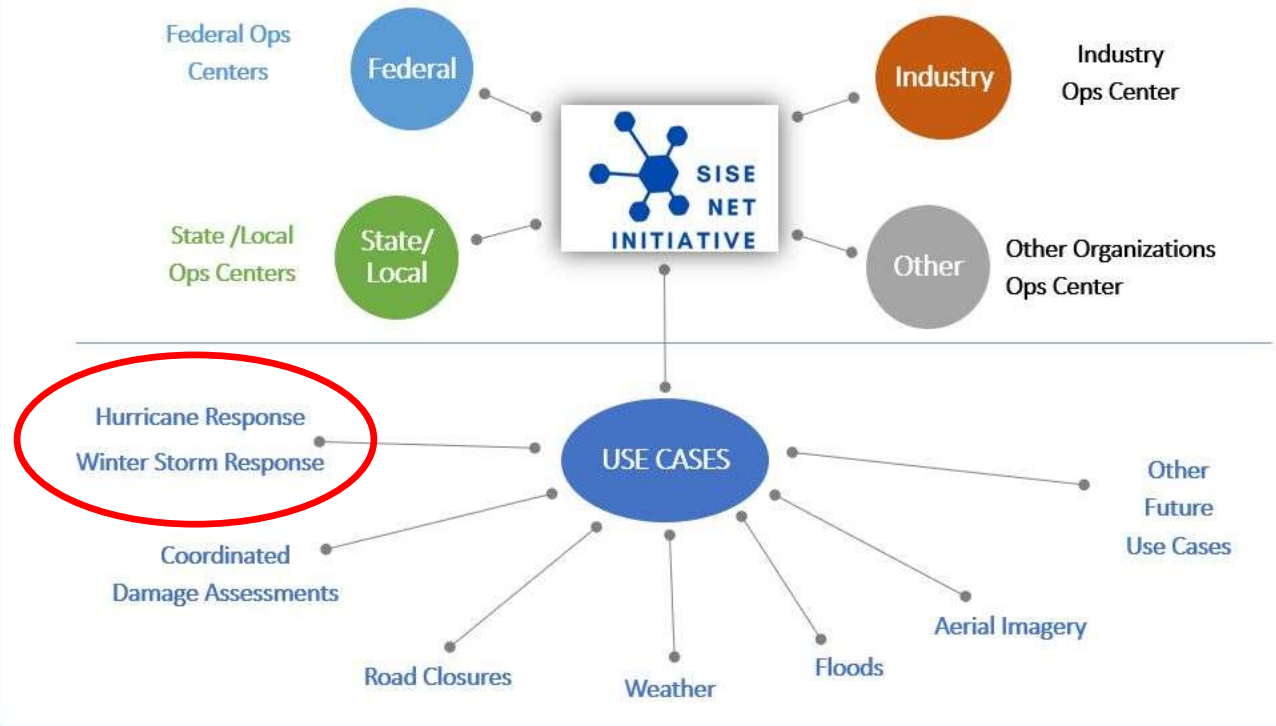 Federal Ops
Centers
Federal
Industry
Industry
Ops Center
SISE
NET
INITIATIVE
State /Local
Ops Centers
State/
Local
Other
Other Organizations
Ops Center
Hurricane Response
Winter Storm Response
USE CASES
Other
Future
Use Cases
Coordinated
Damage Assessments
Road Closures
Weather
Floods
Aerial Imagery